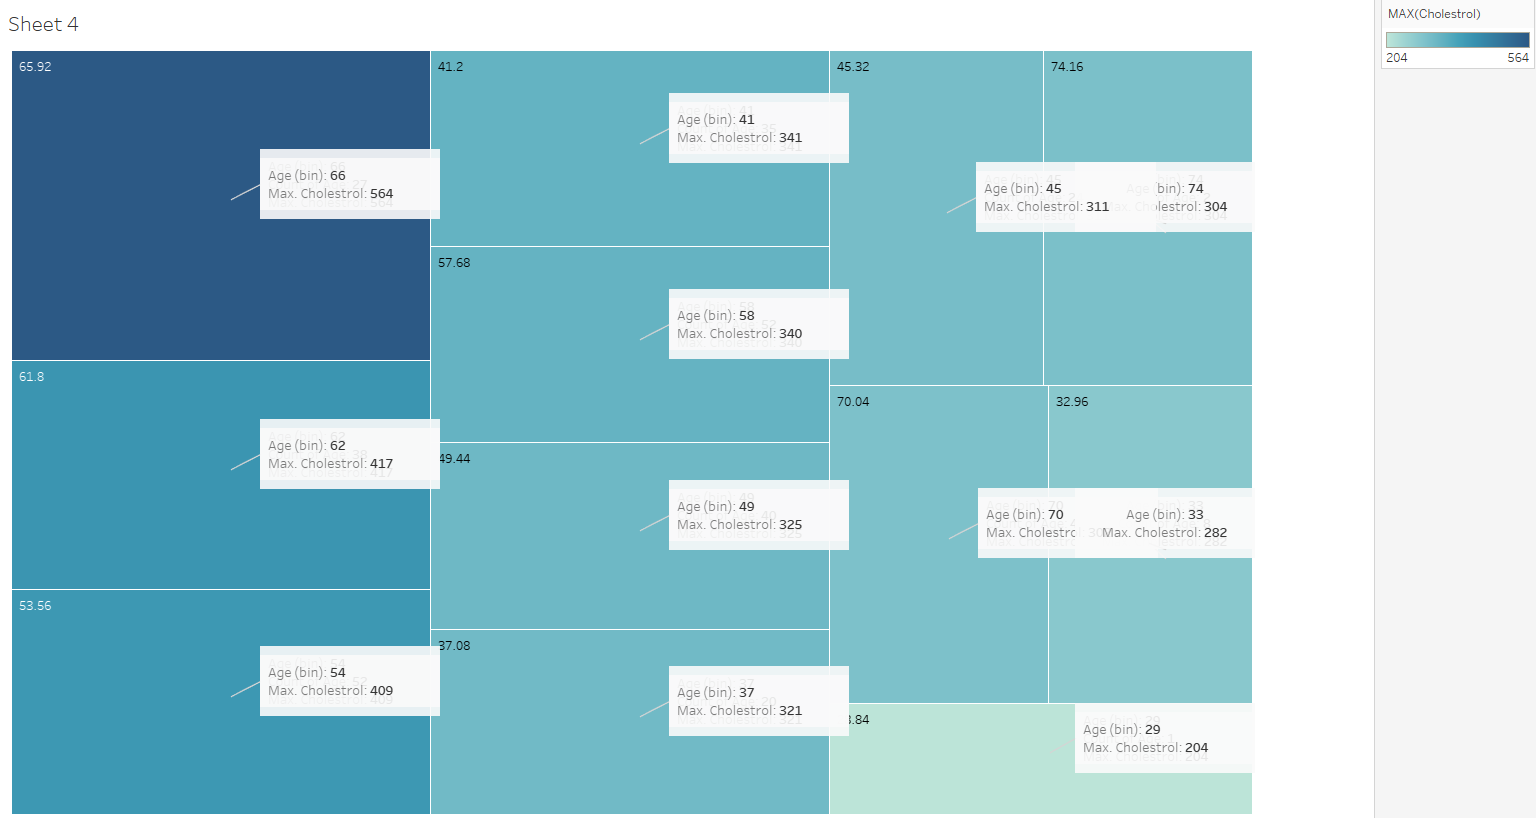 Sheet 4
MAX(Cholestrol)
204 564
65.92
Age (bin): 66
Max. Cholestrol: 564
61.8
Age (bin): 62
Max. Cholestrol: 417
53.56
Age (bin): 54
Max. Cholestrol: 409
41.2
Age (bin): 41
Max. Cholestrol: 341
57.68
Age (bin): 58
Max. Cholestrol: 340
49.44
Age (bin): 49
Max. Cholestrol: 325
37.08
Age (bin): 37
Max. Cholestrol: 321
45.32
Age (bin): 45
Max. Cholestrol: 311
74.16
(bin): 74
lestrol: 304
70.04
Age (bin): 70
Max. Cholestrc
32.96
Age (bin): 33
Max. Cholestrol: 282
.84
Age (bin): 29
Max. Cholestrol: 204